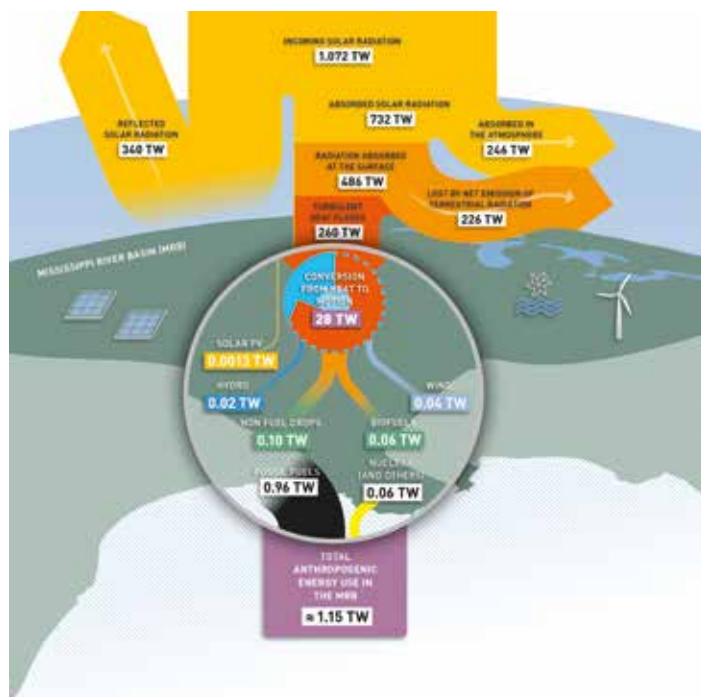 INCOMING SOLAR RADIATION
1.072 TW
REFLECTED
SOLAR RADIATION
340 TW
ABSORBED SOLAR RADIATION
732 TW
ABSORBED IN
THE ATMOSPHERE
246 TW
RADIATION ABSORBED
AT THE SURFACE
486 TW
LOST BY NET EMISSION OF
TERRESTRIAL RADIATION
226 TW
TURBULENT
HEAT FLUXES
260 TW
MISSISSIPPI RIVER BASIN (MRB)
CONVERSION
FROM HEAT TO
MOTION
28 TW
SOLAR PV
0.0013 TW
HYDRO
0.02 TW
WIND
0.04 TW
NON FUEL CROPS
0.10 TW
BIOFUELS
0.06 TW
FOSSIL FUELS
0.96 TW
NUCLEAR
(AND OTHERS)
0.06 TW
TOTAL
ANTHROPOGENIC
ENERGY USE IN
THE MRB
≈ 1.15 TW